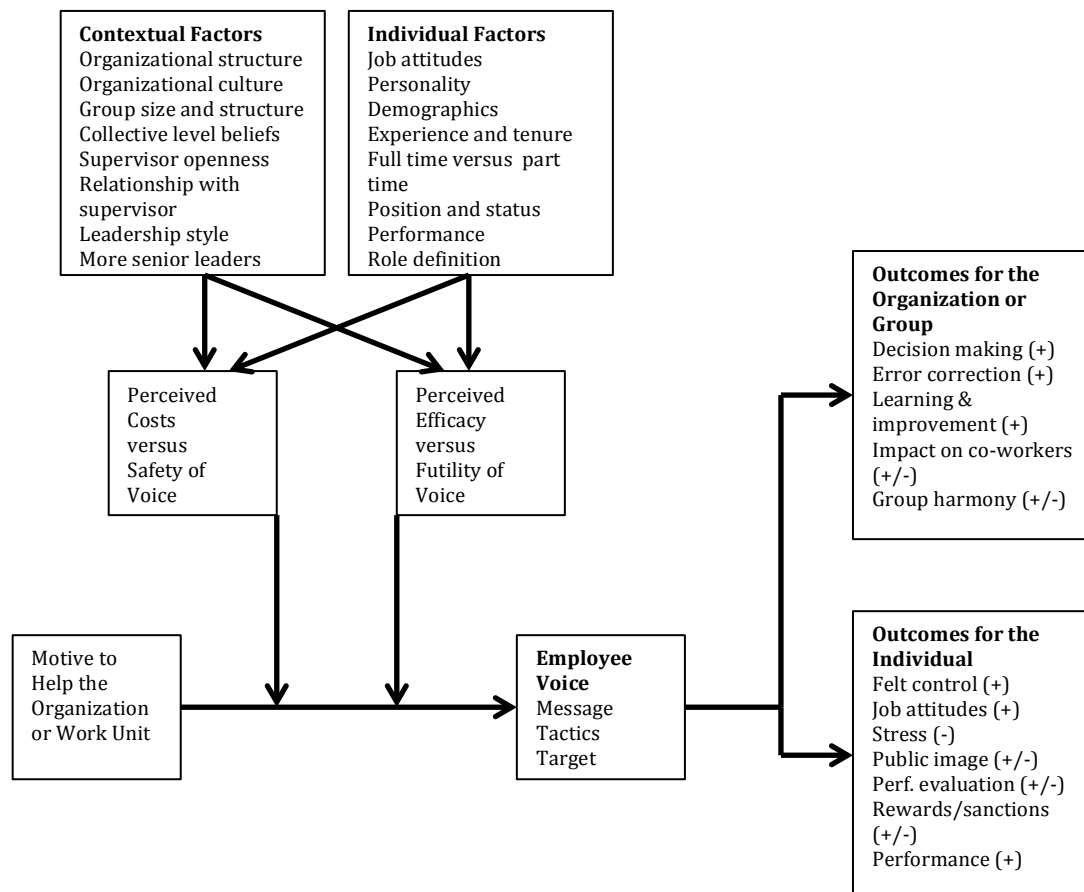 Contextual Factors
Organizational structure
Organizational culture
Group size and structure
Collective level beliefs
Supervisor openness
Relationship with
supervisor
Leadership style
More senior leaders
Individual Factors
Job attitudes
Personality
Demographics
Experience and tenure
Full time versus part
time
Position and status
Performance
Role definition
Perceived
Costs
versus
Safety of
Voice
Perceived
Efficacy
versus
Futility of
Voice
Motive to
Help the
Organization
or Work Unit
Employee
Voice
Message
Tactics
Target
Outcomes for the
Organization or
Group
Decision making (+)
Error correction (+)
Learning &
improvement (+)
Impact on co-workers
(+/-)
Group harmony (+/-)
Outcomes for the
Individual
Felt control (+)
Job attitudes (+)
Stress (-)
Public image (+/-)
Perf. evaluation (+/-)
Rewards/sanctions
(+/-)
Performance (+)